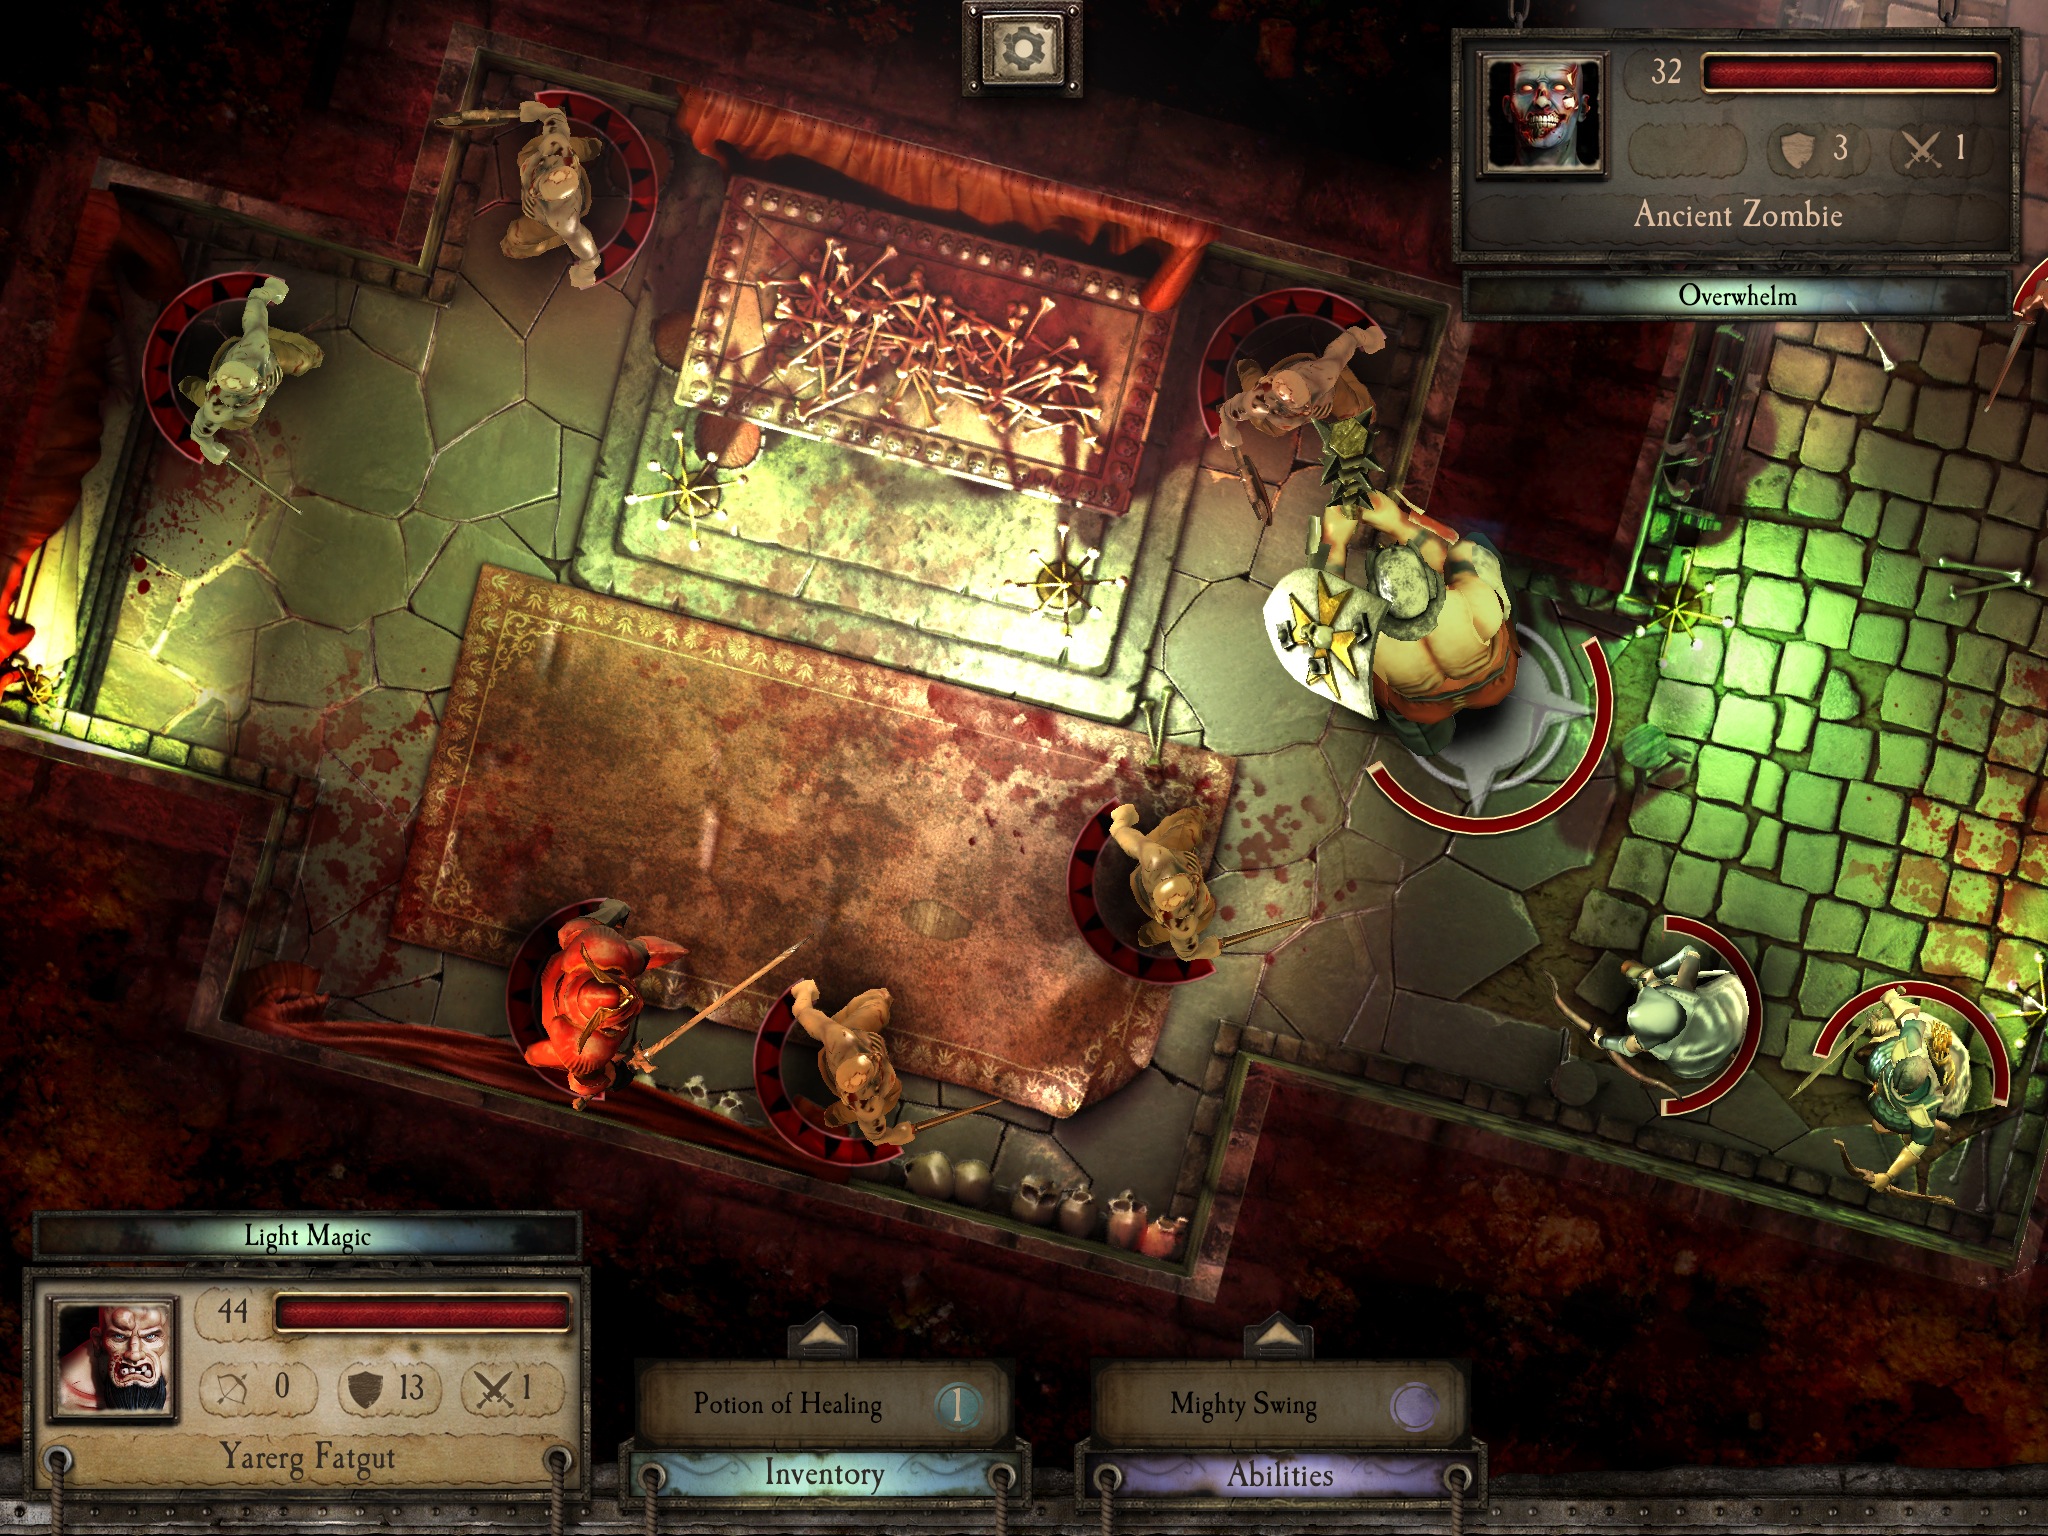 32
3
1
Ancient Zombie
Overwhelm
Light Magic
44
0
13
1
Yarerg Fatgut
Potion of Healing
1
Inventory
Mighty Swing
Abilities